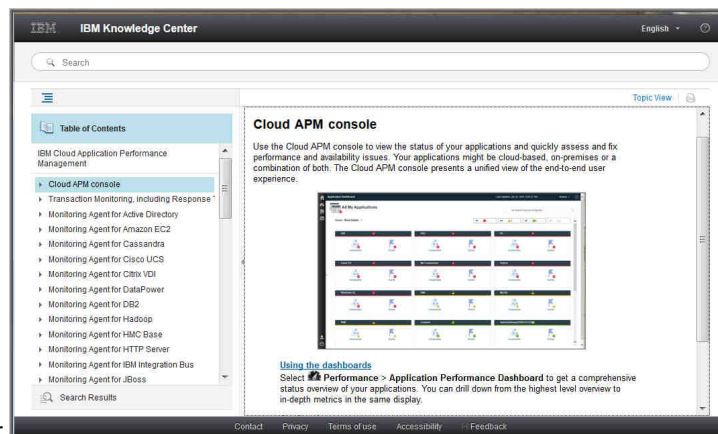 IBM
IBM Knowledge Center
English
Search
Topic View
Table of Contents
IBM Cloud Application Performance
Management
Cloud APM console
Transaction Monitoring, including Response T
Monitoring Agent for Active Directory
Monitoring Agent for Amazon EC2
Monitoring Agent for Cassandra
Monitoring Agent for Cisco UCS
Monitoring Agent for Citrix VDI
Monitoring Agent for DataPower
Monitoring Agent for DB2
Monitoring Agent for Hadoop
Monitoring Agent for HMC Base
Monitoring Agent for HTTP Server
Monitoring Agent for IBM Integration Bus
Monitoring Agent for JBoss
Search Results
Cloud APM console
Use the Cloud APM console to view the status of your applications and quickly assess and fix
performance and availability issues. Your applications might be cloud-based, on-premises or a
combination of both. The Cloud APM console presents a unified view of the end-to-end user
experience.
Application Dashboard
All My Applications
Using the dashboards
Select Performance > Application Performance Dashboard to get a comprehensive
status overview of your applications. You can drill down from the highest level overview to
in-depth metrics in the same display.
Contact Privacy Terms of use Accessibility Feedback